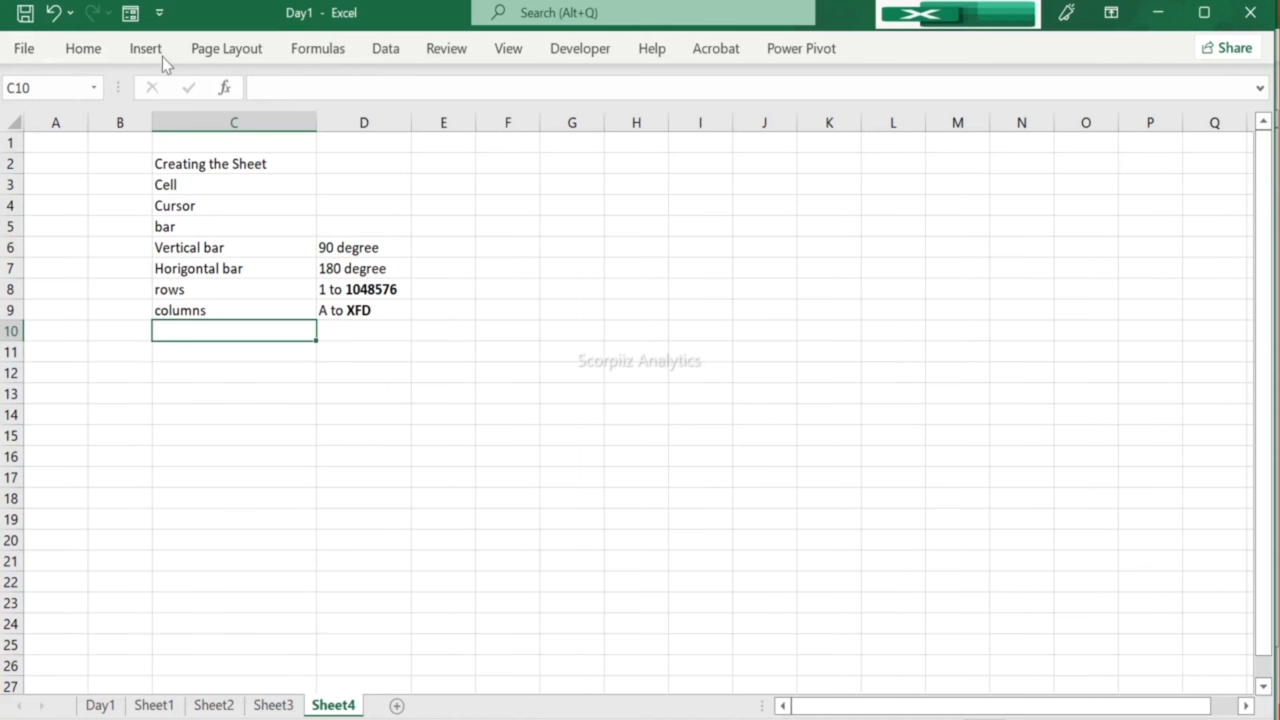 Day1 - Excel
Search (Alt+Q)
File Home Insert Page Layout Formulas Data Review View Developer Help Acrobat Power Pivot Share
C10 fx
A B C D E F G H I J K L M N O P Q
1
2 Creating the Sheet
3 Cell
4 Cursor
5 bar
6 Vertical bar 90 degree
7 Horigontal bar 180 degree
8 rows 1 to 1048576
9 columns A to XFD
10
11
Scorpiiz Analytics
12
13
14
15
16
17
18
19
20
21
22
23
24
25
26
27
Day1 Sheet1 Sheet2 Sheet3 Sheet4